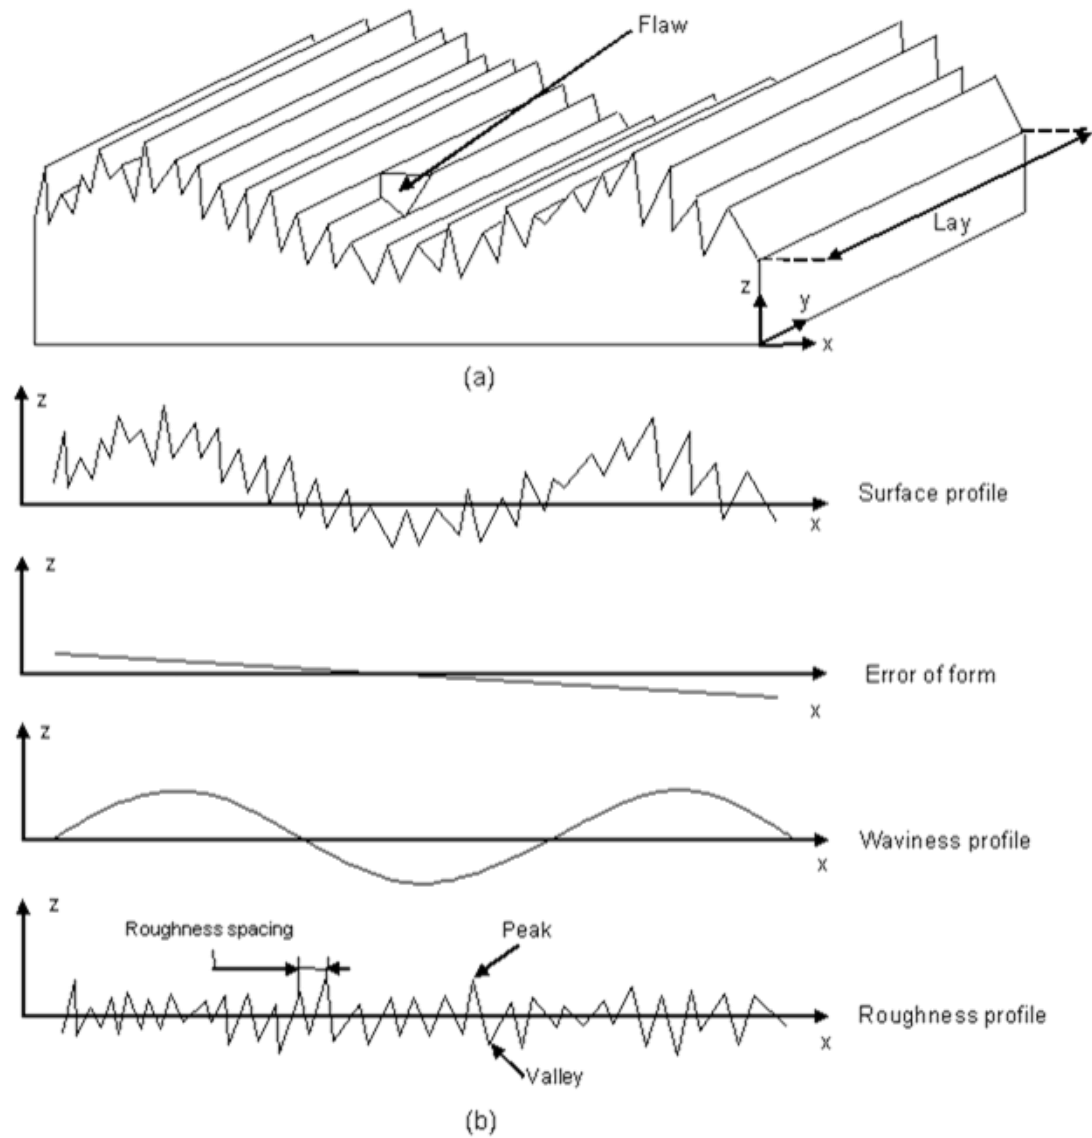 Flaw
Lay
z
y
x
(a)
z
Surface profile
x
z
Error of form
x
z
Waviness profile
x
z
Peak
Roughness spacing
Roughness profile
x
Valley
(b)